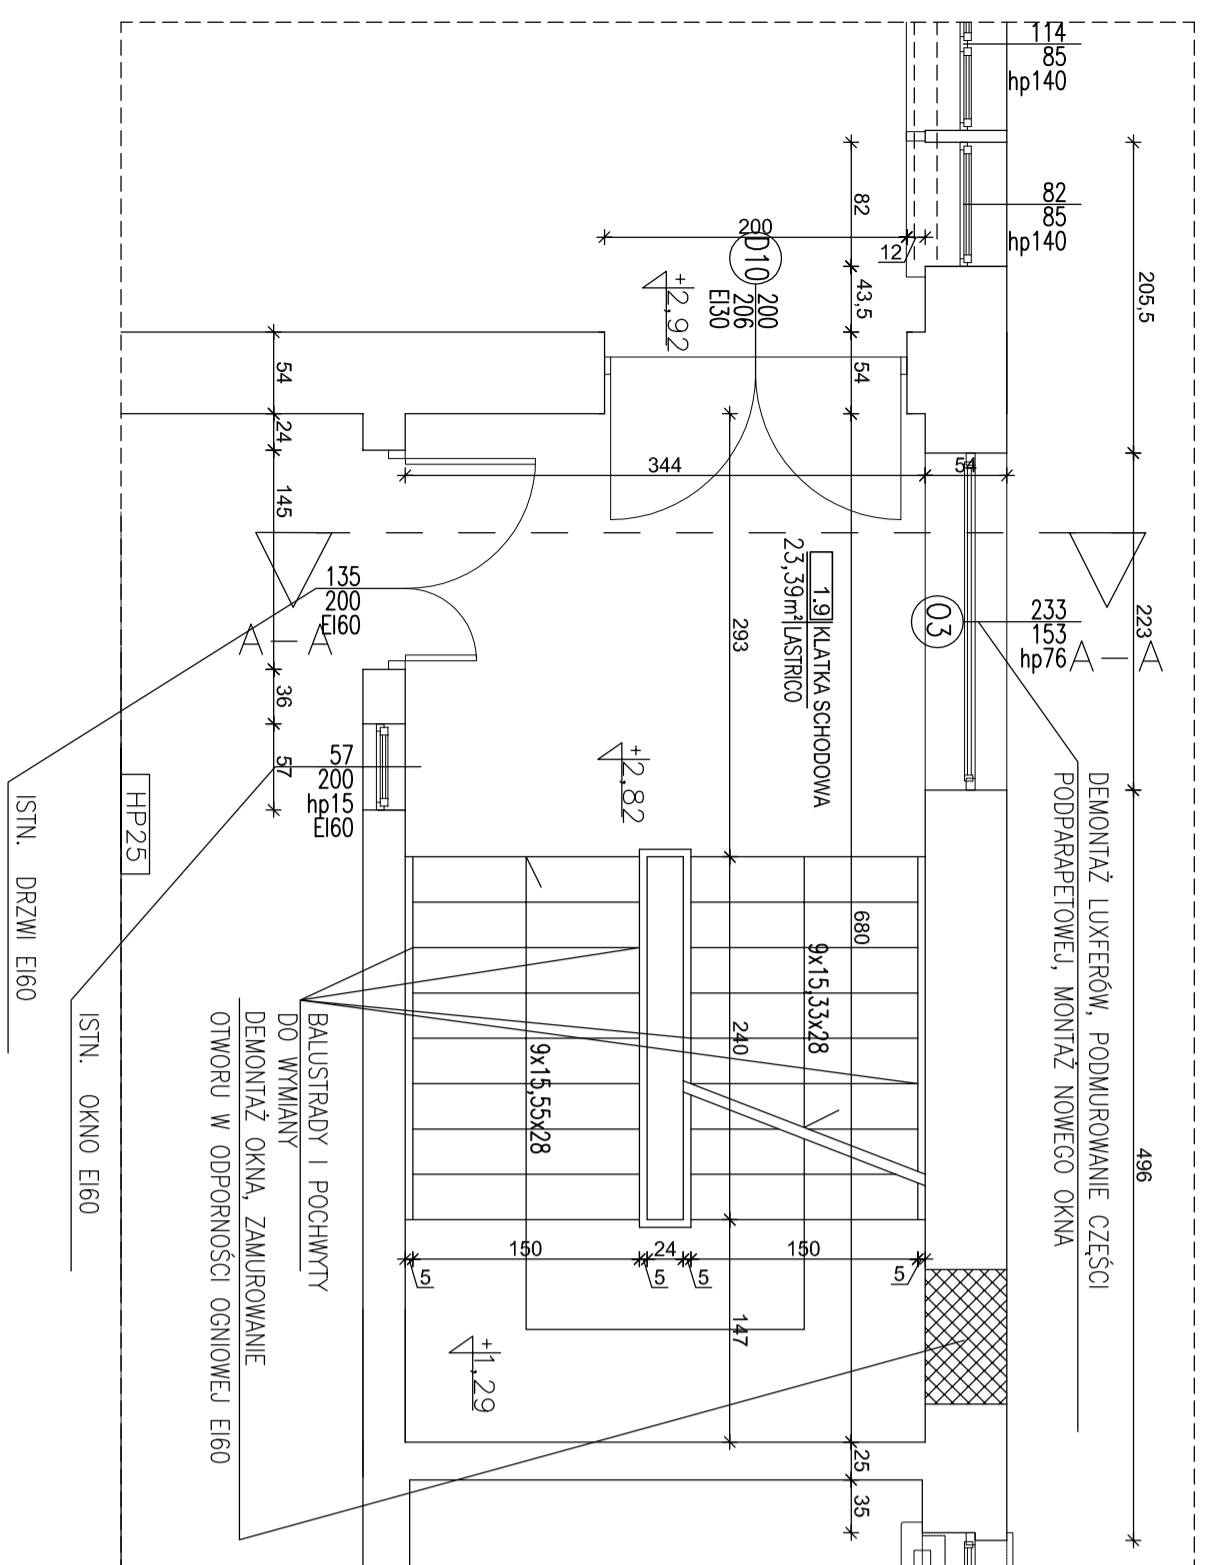 114
85
hp140
82
85
hp140
205,5
82
200
12
D10
200
206
EI30
+2,92
43,5
54
54
24
145
344
54
293
1.9 KLATKA SCHODOWA
23,39m² LASTRICO
03
233
153
hp76
223
A — A
A — A
135
200
EI60
36
57
57
200
hp15
EI60
+2,82
HP25
ISTN. DRZWI EI60
ISTN. OKNO EI60
DEMONTAŻ LUXFERÓW, PODMUROWANIE CZĘŚCI
PODPARAPETOWEJ, MONTAŻ NOWEGO OKNA
680
9x15,33x28
240
9x15,55x28
496
BALUSTRADY I POCHWYTY
DO WYMIANY
DEMONTAŻ OKNA, ZAMUROWANIE
OTWORU W ODPORNOŚCI OGNIOWEJ EI60
150
24
150
5
5
5
5
147
+1,29
25
35